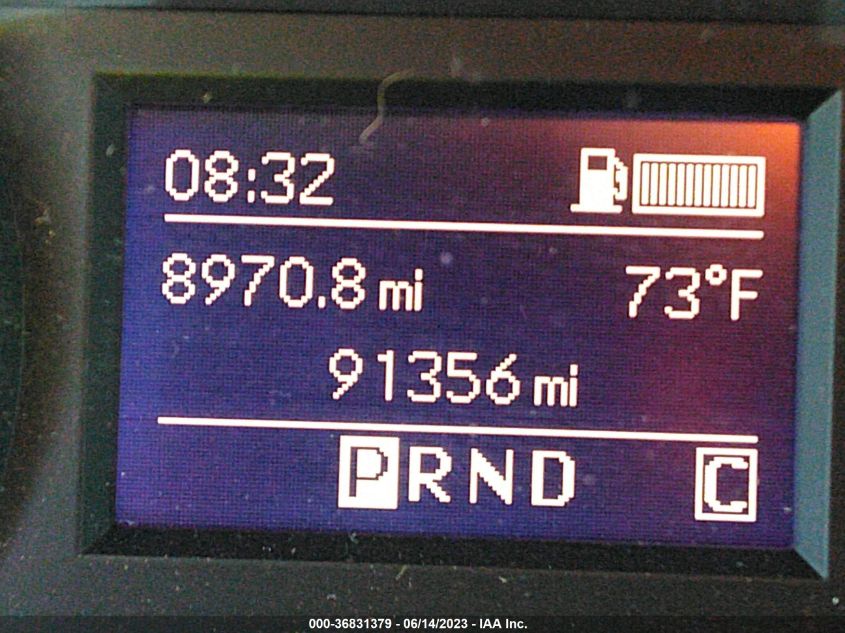 08:32
8970.8 mi 73°F
91356 mi
PRND C
000-36831379 - 06/14/2023 - IAA Inc.